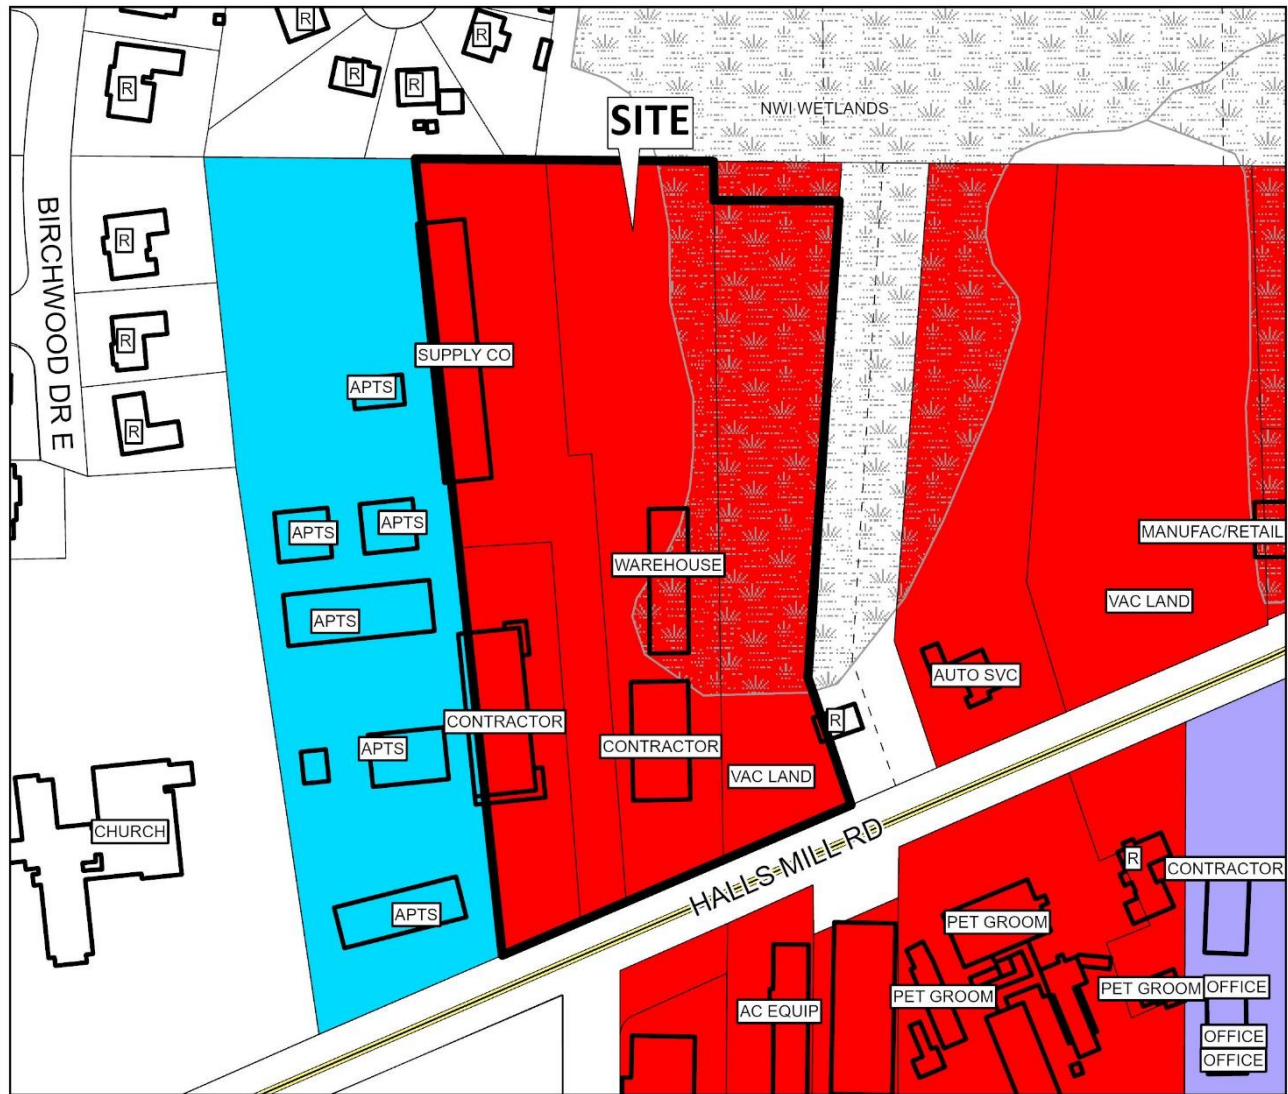 R
R
R
R
R
SITE
NWI WETLANDS
BIRCHWOOD DR E
R
R
R
SUPPLY CO
APTS
APTS
APTS
APTS
WAREHOUSE
MANUFAC/RETAIL
VAC LAND
AUTO SVC
R
CONTRACTOR
CONTRACTOR
APTS
VAC LAND
CHURCH
HALLS MILL RD
R
CONTRACTOR
APTS
PET GROOM
PET GROOM
PET GROOM
OFFICE
AC EQUIP
OFFICE
OFFICE